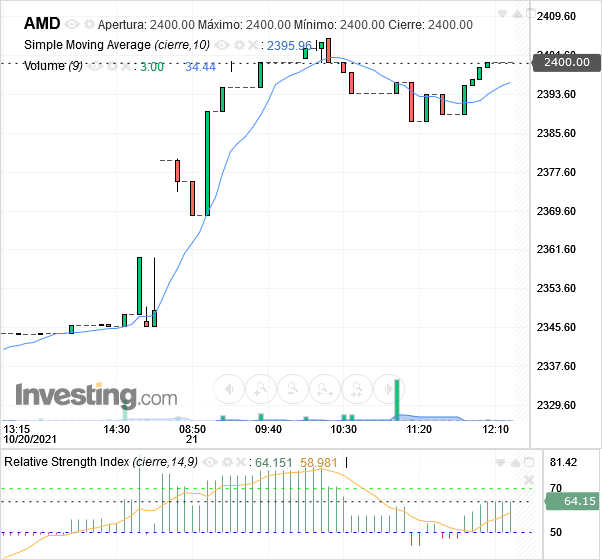 AMD Apertura: 2400.00 Máximo: 2400.00 Mínimo: 2400.00 Cierre: 2400.00
Simple Moving Average (cierre,10) : 2395.96
Volume (9) : 3.00 34.44
2409.60
2404.60
2400.00
2393.60
2385.60
2377.60
2369.60
2361.60
2353.60
2345.60
2337.60
2329.60
Investing.com
13:15 14:30 08:50 09:40 10:30 11:20 12:10
10/20/2021 21
Relative Strength Index (cierre,14,9) : 64.151 58.981
81.42
70
64.15
50